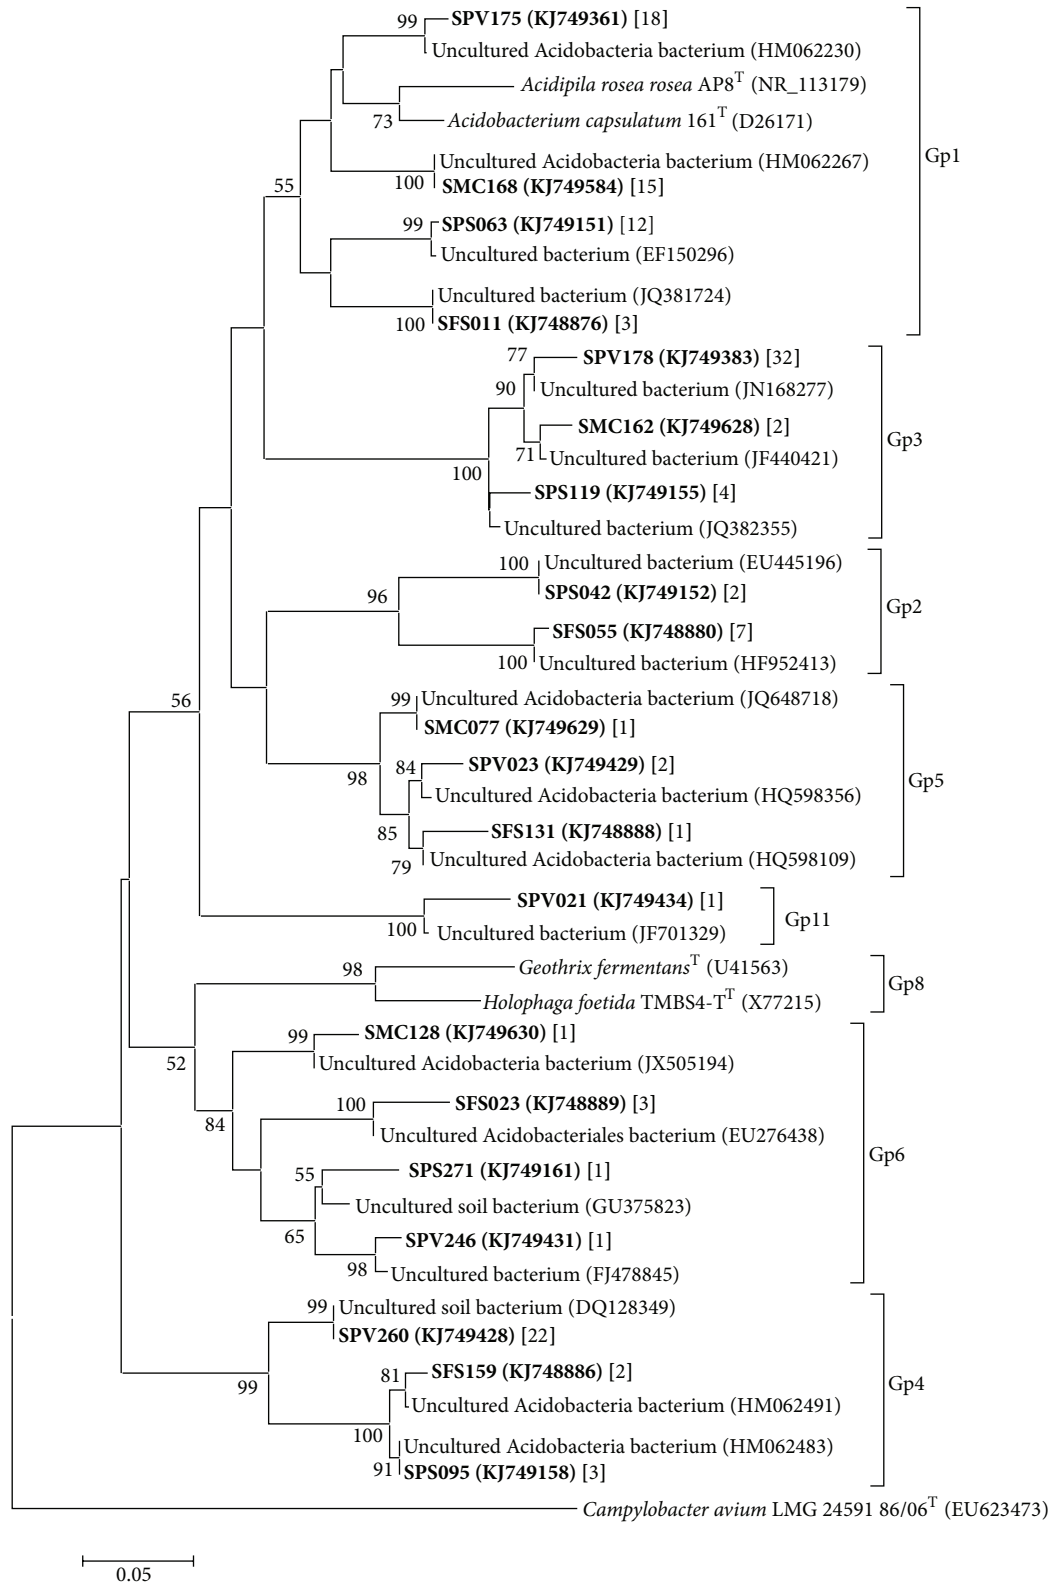 99
SPV175 (KJ749361) [18]
Uncultured Acidobacteria bacterium (HM062230)
Acidipila rosea rosea AP8T (NR_113179)
73
Acidobacterium capsulatum 161T (D26171)
Gp1
Uncultured Acidobacteria bacterium (HM062267)
100
SMC168 (KJ749584) [15]
55
99
SPS063 (KJ749151) [12]
Uncultured bacterium (EF150296)
Uncultured bacterium (JQ381724)
100
SFS011 (KJ748876) [3]
77
SPV178 (KJ749383) [32]
90
Uncultured bacterium (JN168277)
SMC162 (KJ749628) [2]
Gp3
71
Uncultured bacterium (JF440421)
100
SPS119 (KJ749155) [4]
Uncultured bacterium (JQ382355)
100
Uncultured bacterium (EU445196)
96
SPS042 (KJ749152) [2]
Gp2
SFS055 (KJ748880) [7]
100
Uncultured bacterium (HF952413)
56
99
Uncultured Acidobacteria bacterium (JQ648718)
SMC077 (KJ749629) [1]
98
84
SPV023 (KJ749429) [2]
Gp5
Uncultured Acidobacteria bacterium (HQ598356)
85
SFS131 (KJ748888) [1]
79
Uncultured Acidobacteria bacterium (HQ598109)
SPV021 (KJ749434) [1]
Gp11
100
Uncultured bacterium (JF701329)
98
Geothrix fermentansT (U41563)
Gp8
Holophaga foetida TMBS4-TT (X77215)
99
SMC128 (KJ749630) [1]
52
Uncultured Acidobacteria bacterium (JX505194)
100
SFS023 (KJ748889) [3]
84
Uncultured Acidobacteriales bacterium (EU276438)
Gp6
55
SPS271 (KJ749161) [1]
Uncultured soil bacterium (GU375823)
65
SPV246 (KJ749431) [1]
98
Uncultured bacterium (FJ478845)
99
Uncultured soil bacterium (DQ128349)
SPV260 (KJ749428) [22]
99
81
SFS159 (KJ748886) [2]
Gp4
Uncultured Acidobacteria bacterium (HM062491)
100
Uncultured Acidobacteria bacterium (HM062483)
91
SPS095 (KJ749158) [3]
Campylobacter avium LMG 24591 86/06T (EU623473)
0.05